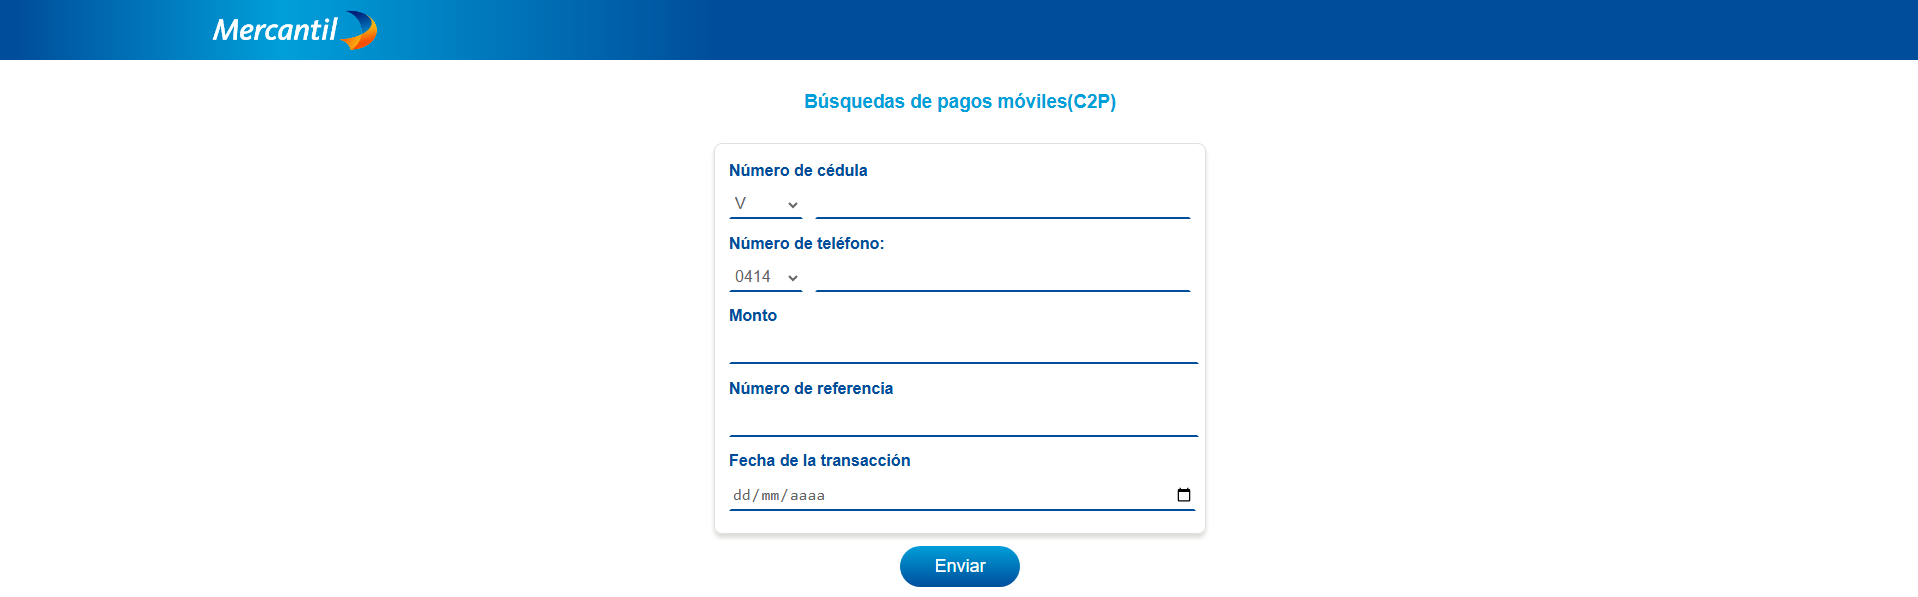 Mercantil
Búsquedas de pagos móviles(C2P)
Número de cédula
V
Número de teléfono:
0414
Monto
Número de referencia
Fecha de la transacción
dd/mm/aaaa
Enviar